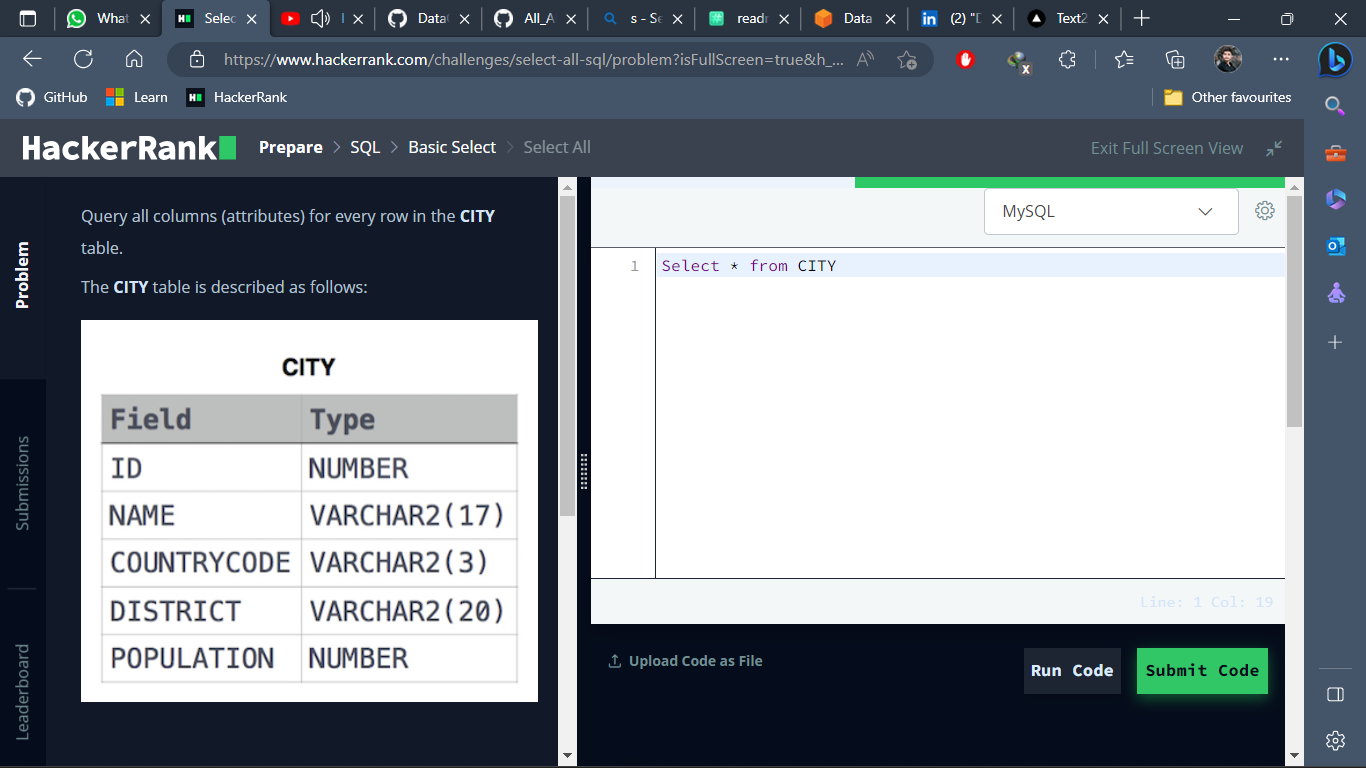 What
Selec
I
Data
All_A
s - Se
readr
Data
(2) "D
Text2
https://www.hackerrank.com/challenges/select-all-sql/problem?isFullScreen=true&h_...
GitHub
Learn
HackerRank
Other favourites
HackerRank
Prepare > SQL > Basic Select > Select All
Exit Full Screen View
Problem
Submissions
Leaderboard
Query all columns (attributes) for every row in the CITY
table.
The CITY table is described as follows:
CITY
Field Type
ID NUMBER
NAME VARCHAR2(17)
COUNTRYCODE VARCHAR2(3)
DISTRICT VARCHAR2(20)
POPULATION NUMBER
MySQL
1 Select * from CITY
Line: 1 Col: 19
Upload Code as File
Run Code
Submit Code